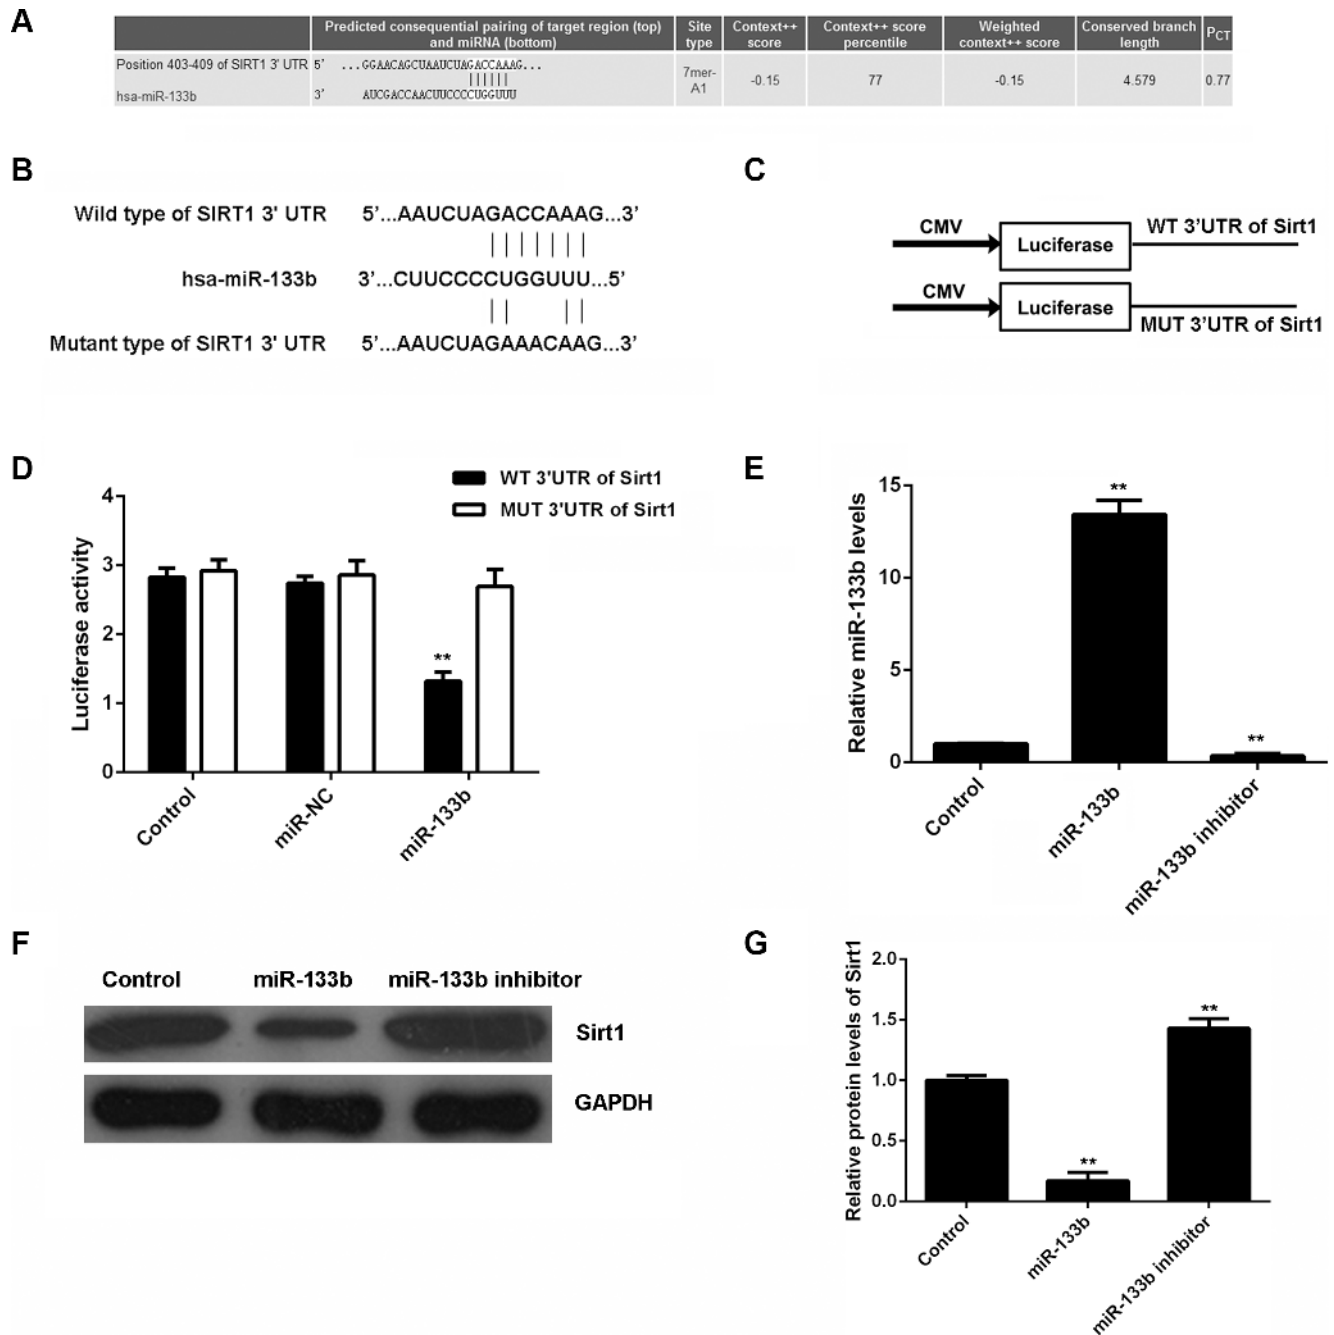 A
Predicted consequential pairing of target region (top)
and miRNA (bottom)
Site
type
Context++
score
Context++ score
percentile
Weighted
context++ score
Conserved branch
length
PCT
Position 403-409 of SIRT1 3' UTR 5' ...GGAACAGCUAAUCUAGACCAAAG...
hsa-miR-133b 3' AUCGACCAACUUCCCCUGGUUU
7mer-
A1
-0.15 77 -0.15 4.579 0.77
B
Wild type of SIRT1 3' UTR 5'...AAUCUAGACCAAAG...3'
hsa-miR-133b 3'...CUUCCCCUGGUUU...5'
Mutant type of SIRT1 3' UTR 5'...AAUCUAGAAACAAG...3'
C
CMV Luciferase WT 3'UTR of Sirt1
CMV Luciferase MUT 3'UTR of Sirt1
D
WT 3'UTR of Sirt1
MUT 3'UTR of Sirt1
Luciferase activity
4
3
2
1
0
**
Control
miR-NC
miR-133b
E
Relative miR-133b levels
15
10
5
0
**
**
Control
miR-133b
miR-133b inhibitor
F
Control miR-133b miR-133b inhibitor
Sirt1
GAPDH
G
Relative protein levels of Sirt1
2.0
1.5
1.0
0.5
0.0
**
**
Control
miR-133b
miR-133b inhibitor